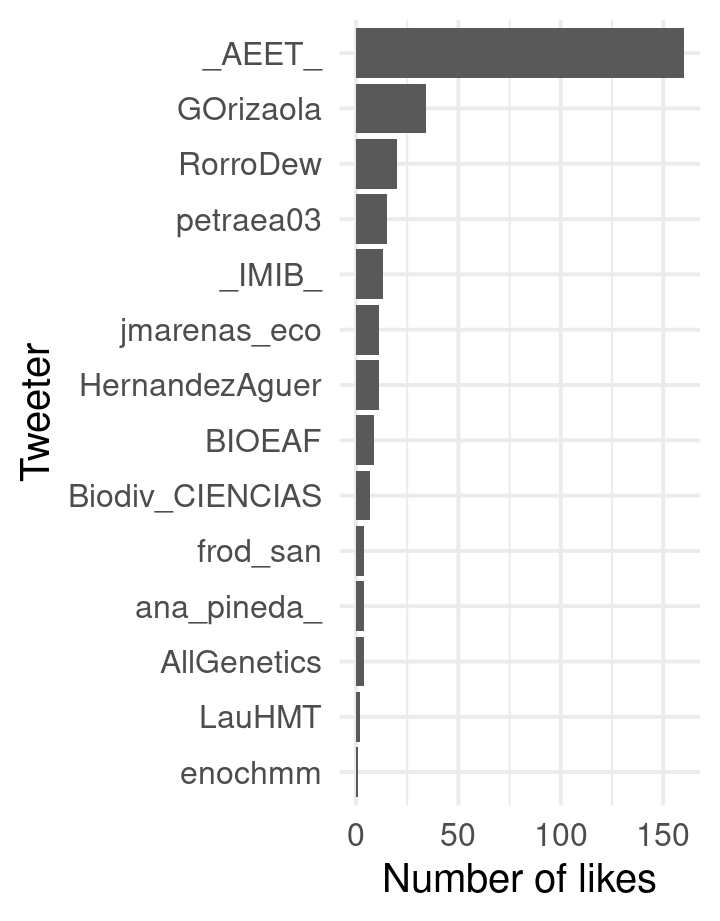 _AEET_
GOrizaola
RorroDew
petraea03
_IMIB_
jmarenas_eco
HernandezAguer
BIOEAF
Biodiv_CIENCIAS
frod_san
ana_pineda_
AllGenetics
LauHMT
enochmm
Tweeter
0 50 100 150
Number of likes